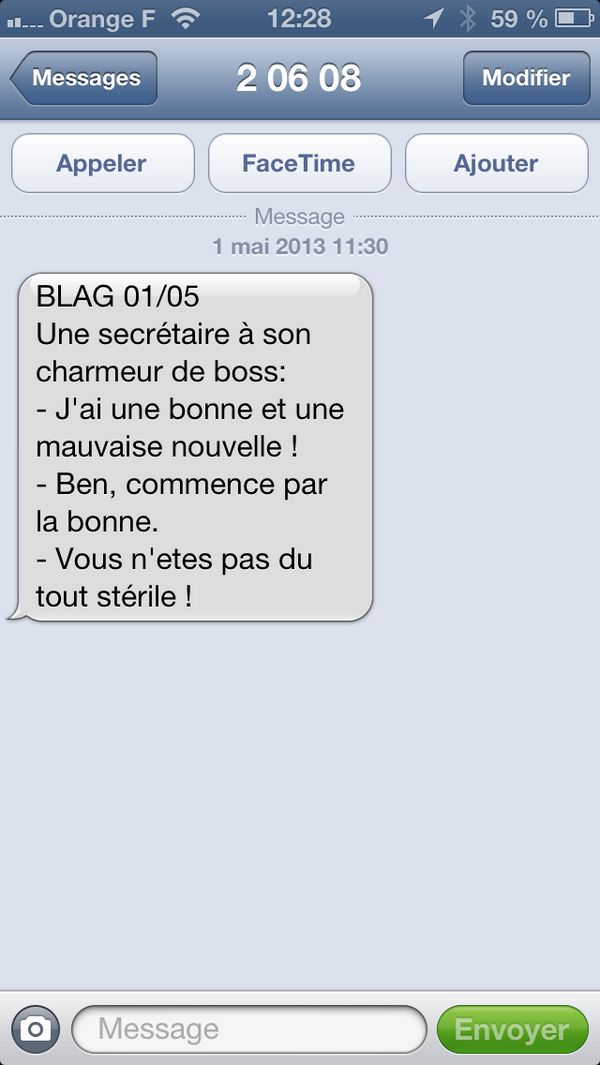 Orange F 12:28 59 %
Messages 2 06 08 Modifier
Appeler FaceTime Ajouter
Message
1 mai 2013 11:30
BLAG 01/05
Une secrétaire à son
charmeur de boss:
- J'ai une bonne et une
mauvaise nouvelle !
- Ben, commence par
la bonne.
- Vous n'etes pas du
tout stérile !
Message Envoyer